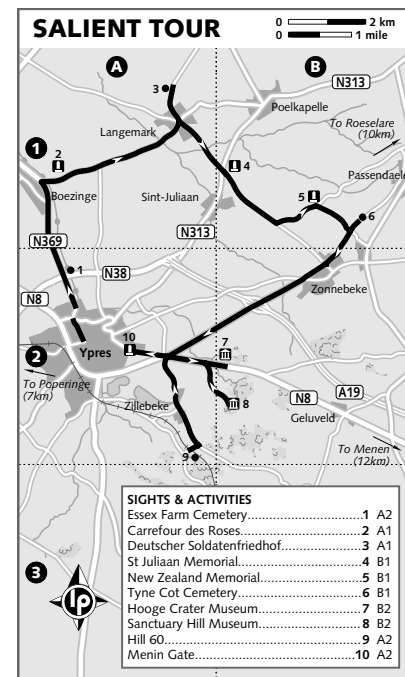 SALIENT TOUR
0 2 km
0 1 mile
A
B
3
N313
Poelkapelle
Langemark
To Roeselare
(10km)
1
2
4
Passendaele
5
Boezinge
Sint-Juliaan
6
N369
N313
1
N38
Zonnebeke
N8
10
7
2
Ypres
To Poperinge
(7km)
A19
N8
8
Zillebeke
Geluveld
To Menen
(12km)
9
SIGHTS & ACTIVITIES
Essex Farm Cemetery 1 A2
Carrefour des Roses 2 A1
Deutscher Soldatenfriedhof 3 A1
St Juliaan Memorial 4 B1
New Zealand Memorial 5 B1
Tyne Cot Cemetery 6 B1
Hooge Crater Museum 7 B2
Sanctuary Hill Museum 8 B2
Hill 60 9 A2
Menin Gate 10 A2
3
lp